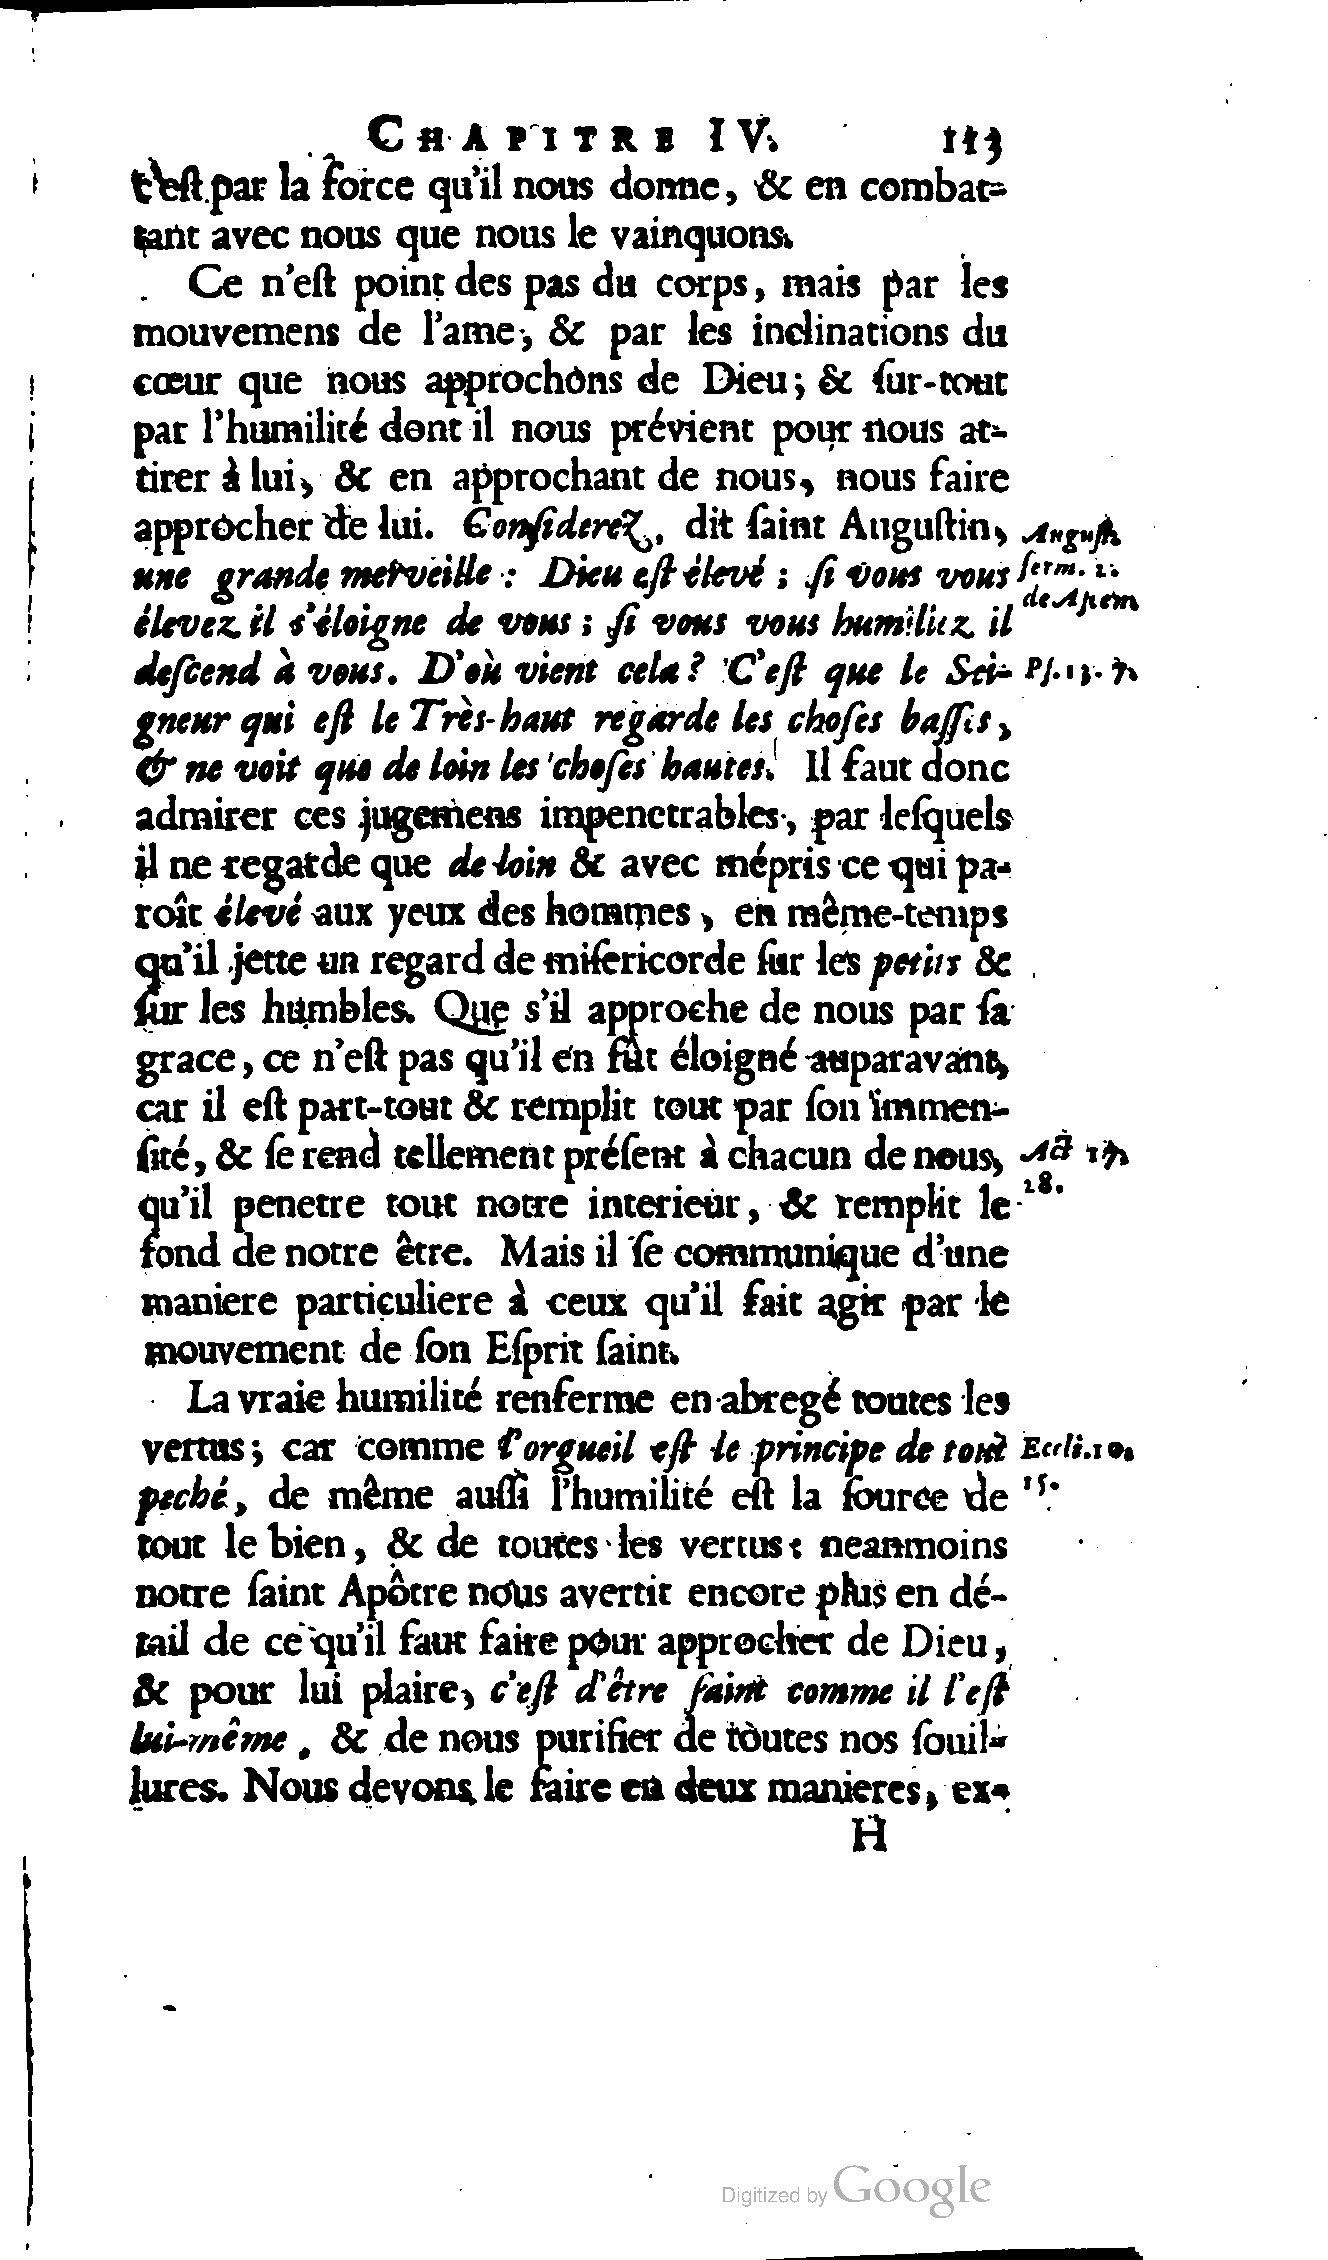 CHAPITRE IV. 113
c'eſt par la force qu'il nous donne, & en combat-
tant avec nous que nous le vainquons.
Ce n'eſt point des pas du corps, mais par les
mouvemens de l'ame, & par les inclinations du
cœur que nous approchons de Dieu; & ſur-tout
par l'humilité dont il nous prévient pour nous at-
tirer à lui, & en approchant de nous, nous faire
approcher de lui. Conſiderez, dit ſaint Auguſtin,
Auguſt.
une grande merveille : Dieu eſt élevé ; ſi vous vous
ſerm. 2.
élevez il s'éloigne de vous ; ſi vous vous humiliez il
de
deſcend à vous. D'où vient cela? C'eſt que le Sei-
Pſ.
gneur qui eſt le Très-haut regarde les choſes baſſes,
& ne voit que de loin les choſes hautes. Il faut donc
admirer ces jugemens impenetrables, par leſquels
il ne regarde que de loin & avec mépris ce qui pa-
roît élevé aux yeux des hommes, en même-temps
qu'il jette un regard de miſericorde ſur les petits &
ſur les humbles. Que s'il approche de nous par ſa
grace, ce n'eſt pas qu'il en fût éloigné auparavant,
car il eſt part-tout & remplit tout par ſon immen-
ſité, & ſe rend tellement préſent à chacun de nous,
Act 17.
qu'il penetre tout notre interieur, & remplit le
28.
fond de notre être. Mais il ſe communique d'une
maniere particuliere à ceux qu'il fait agir par le
mouvement de ſon Eſprit ſaint.
La vraie humilité renferme en abregé toutes les
vertus; car comme l'orgueil eſt le principe de tout
Eccli. 10.
peché, de même auſſi l'humilité eſt la ſource de
15.
tout le bien, & de toutes les vertus: neanmoins
notre ſaint Apôtre nous avertit encore plus en dé-
tail de ce qu'il faut faire pour approcher de Dieu,
& pour lui plaire, c'eſt d'être ſaint comme il l'eſt
lui-même, & de nous purifier de toutes nos ſouil-
lures. Nous devons le faire en deux manieres, ex-
H
Digitized by Google